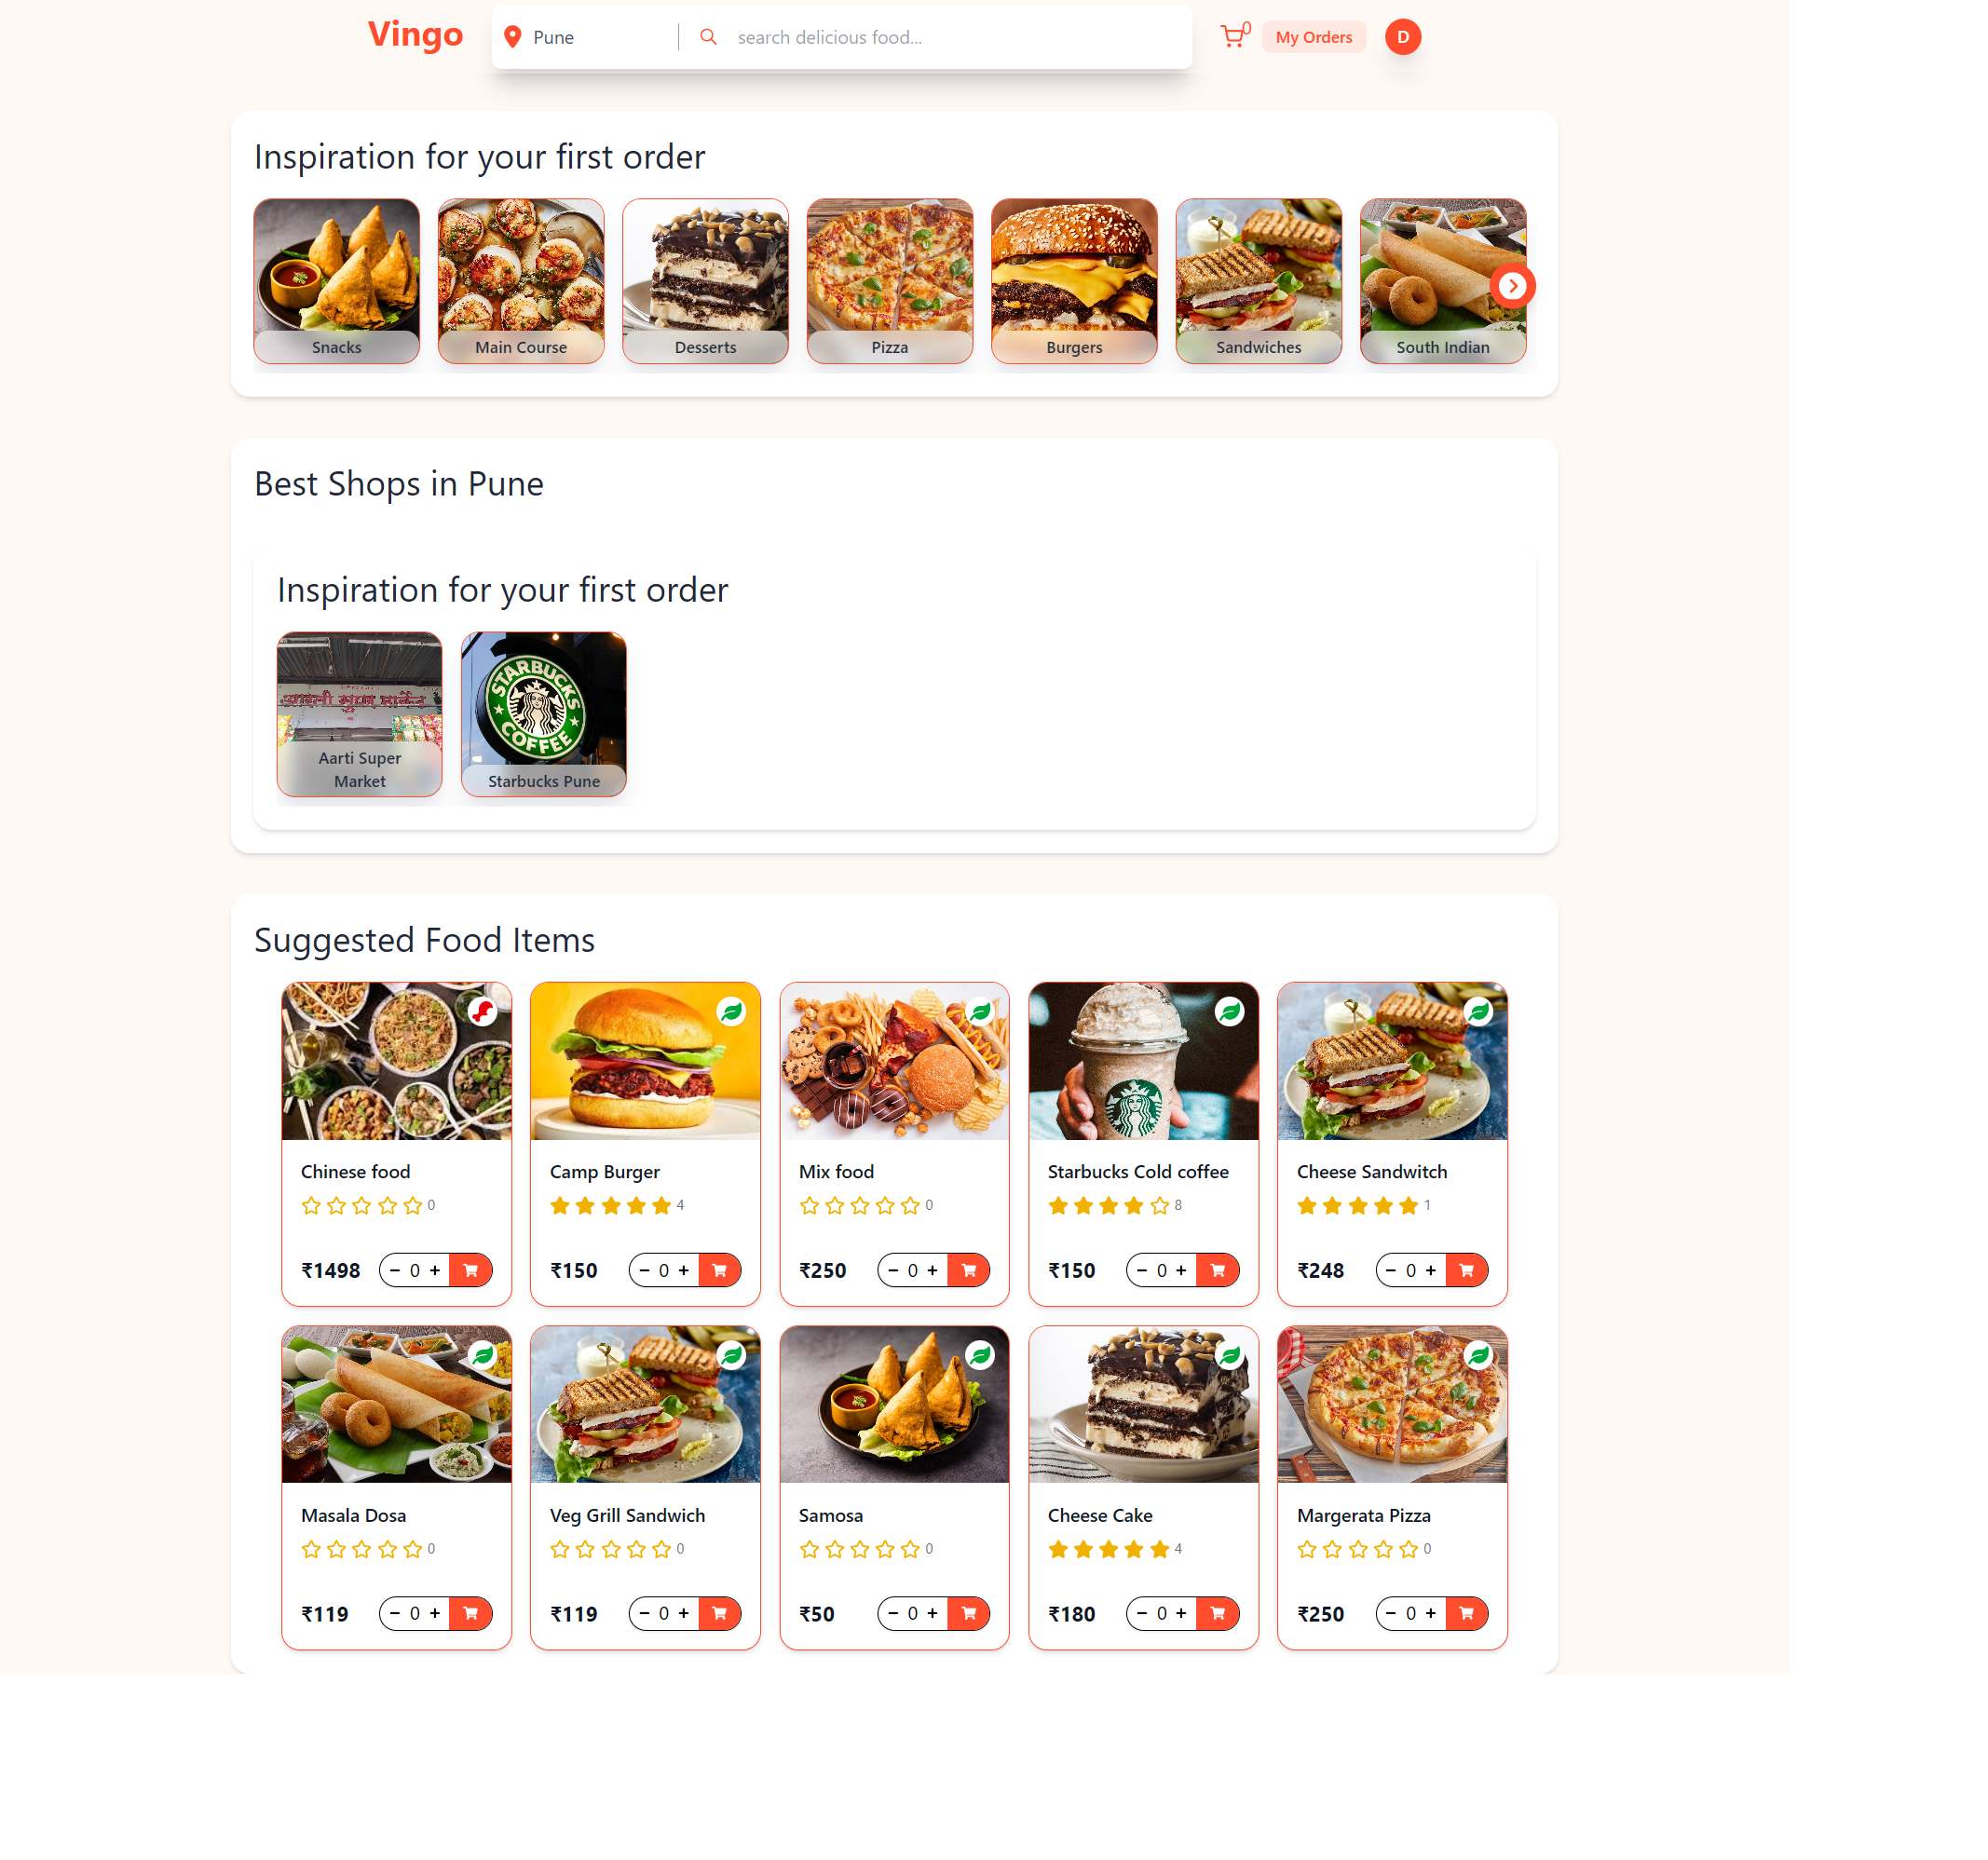 Vingo
Pune
search delicious food...
0
My Orders
D
Inspiration for your first order
Snacks
Main Course
Desserts
Pizza
Burgers
Sandwiches
South Indian
Best Shops in Pune
Inspiration for your first order
STARBUCKS
COFFEE
Aarti Super
Market
Starbucks Pune
Suggested Food Items
Chinese food
0
₹1498
0
Camp Burger
4
₹150
0
Mix food
0
₹250
0
Starbucks Cold coffee
8
₹150
0
Cheese Sandwitch
1
₹248
0
Masala Dosa
0
₹119
0
Veg Grill Sandwich
0
₹119
0
Samosa
0
₹50
0
Cheese Cake
4
₹180
0
Margerata Pizza
0
₹250
0